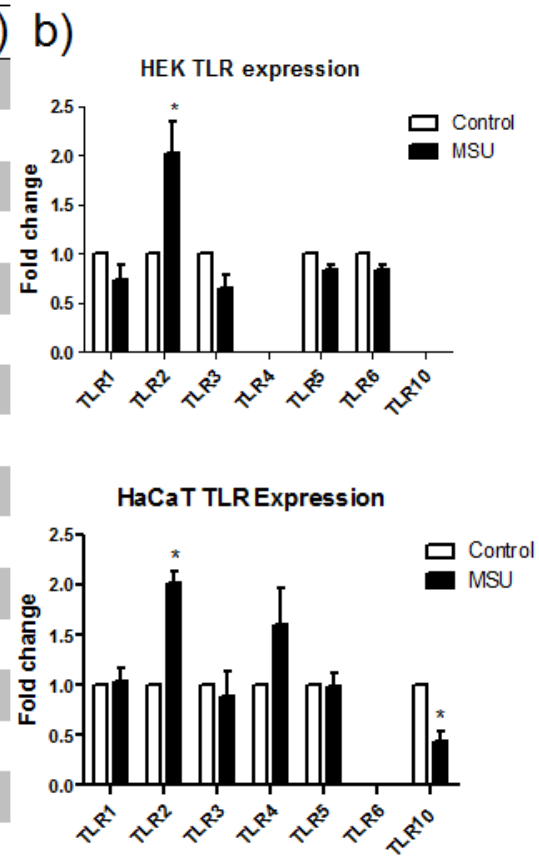 ) b)
HEK TLR expression
Control
MSU
Fold change
2.5
2.0
1.5
1.0
0.5
0.0
*
TLR1 TLR2 TLR3 TLR4 TLR5 TLR6 TLR10
HaCaT TLR Expression
Control
MSU
Fold change
2.5
2.0
1.5
1.0
0.5
0.0
*
*
TLR1 TLR2 TLR3 TLR4 TLR5 TLR6 TLR10